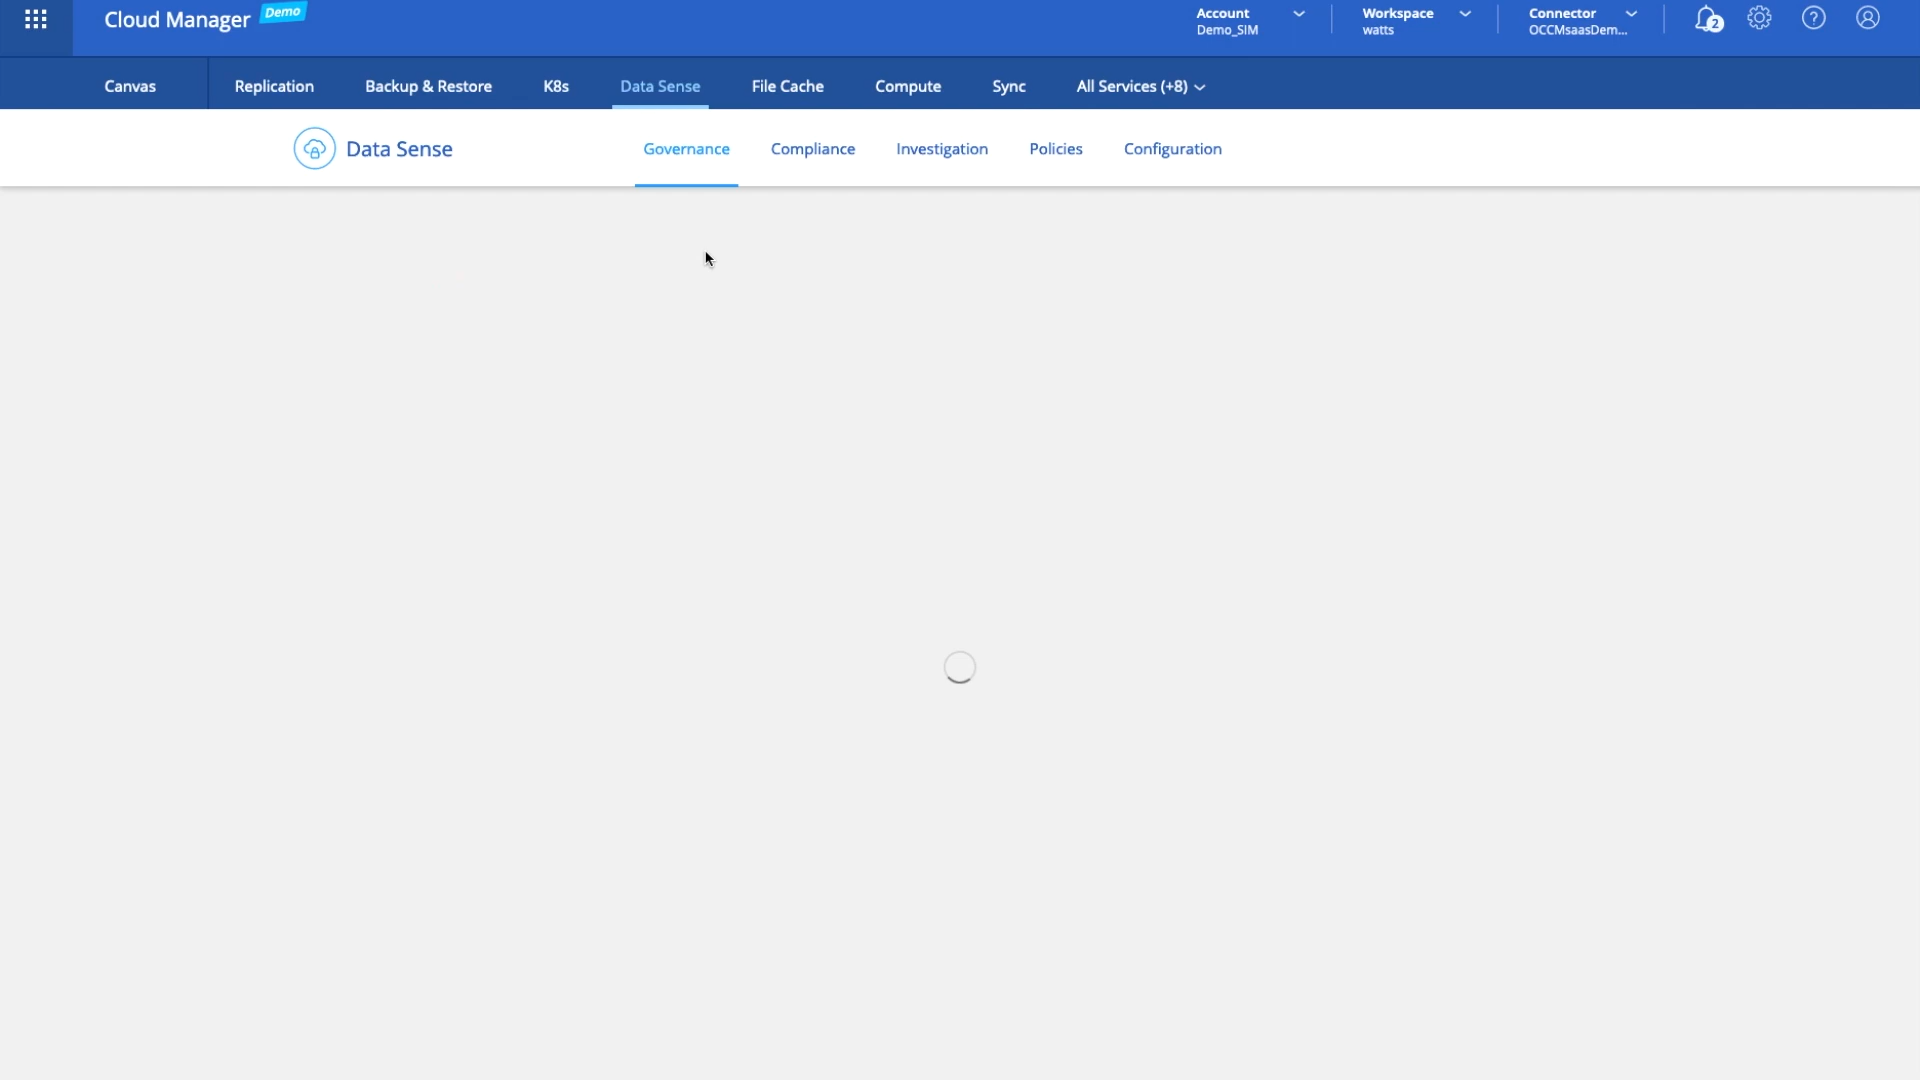 Cloud Manager Demo
Account
Demo_SIM
Workspace
watts
Connector
OCCMsaasDem...
2
Canvas Replication Backup & Restore K8s Data Sense File Cache Compute Sync All Services (+8)
Data Sense Governance Compliance Investigation Policies Configuration